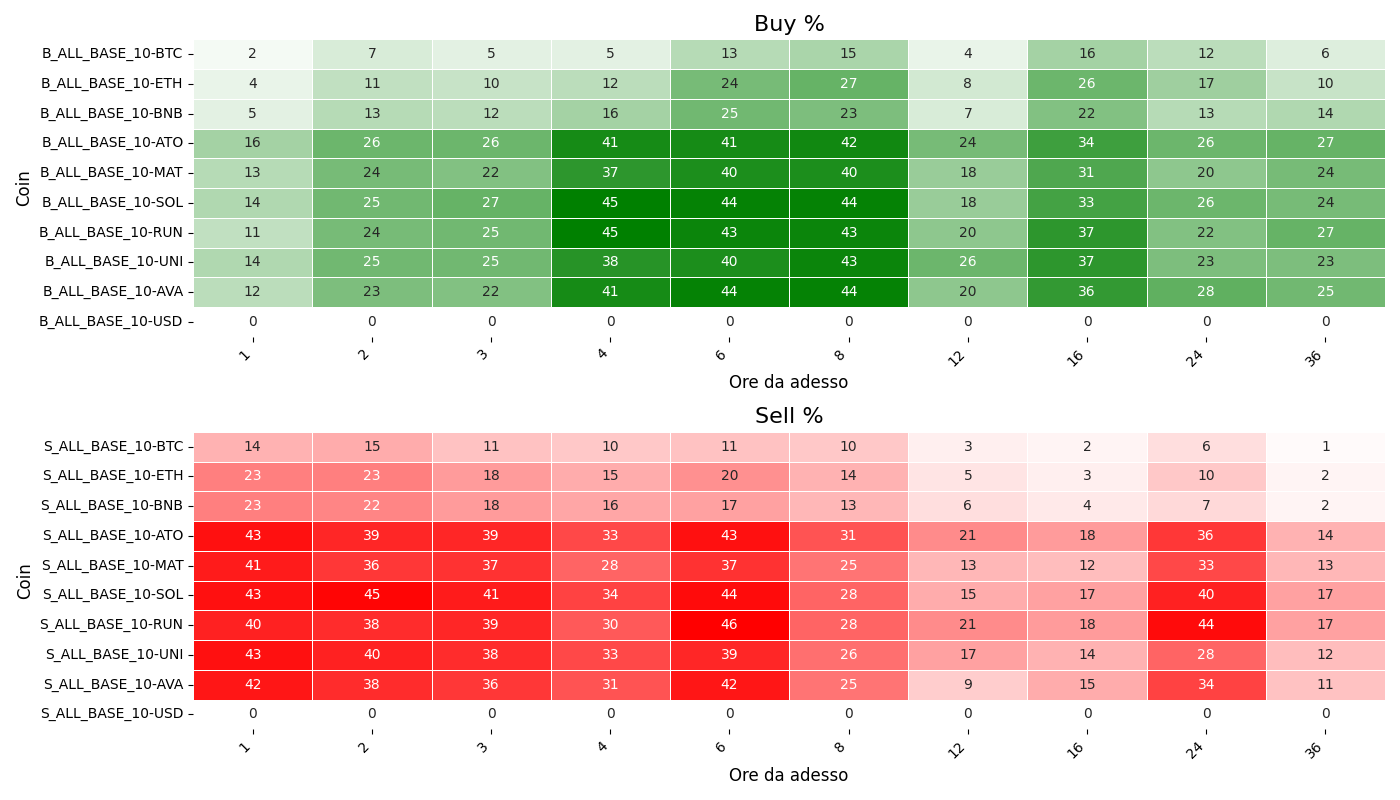 Buy %
Coin
B_ALL_BASE_10-BTC 2 7 5 5 13 15 4 16 12 6
B_ALL_BASE_10-ETH 4 11 10 12 24 27 8 26 17 10
B_ALL_BASE_10-BNB 5 13 12 16 25 23 7 22 13 14
B_ALL_BASE_10-ATO 16 26 26 41 41 42 24 34 26 27
B_ALL_BASE_10-MAT 13 24 22 37 40 40 18 31 20 24
B_ALL_BASE_10-SOL 14 25 27 45 44 44 18 33 26 24
B_ALL_BASE_10-RUN 11 24 25 45 43 43 20 37 22 27
B_ALL_BASE_10-UNI 14 25 25 38 40 43 26 37 23 23
B_ALL_BASE_10-AVA 12 23 22 41 44 44 20 36 28 25
B_ALL_BASE_10-USD 0 0 0 0 0 0 0 0 0 0
1 2 3 4 6 8 12 16 24 36
Ore da adesso
Sell %
Coin
S_ALL_BASE_10-BTC 14 15 11 10 11 10 3 2 6 1
S_ALL_BASE_10-ETH 23 23 18 15 20 14 5 3 10 2
S_ALL_BASE_10-BNB 23 22 18 16 17 13 6 4 7 2
S_ALL_BASE_10-ATO 43 39 39 33 43 31 21 18 36 14
S_ALL_BASE_10-MAT 41 36 37 28 37 25 13 12 33 13
S_ALL_BASE_10-SOL 43 45 41 34 44 28 15 17 40 17
S_ALL_BASE_10-RUN 40 38 39 30 46 28 21 18 44 17
S_ALL_BASE_10-UNI 43 40 38 33 39 26 17 14 28 12
S_ALL_BASE_10-AVA 42 38 36 31 42 25 9 15 34 11
S_ALL_BASE_10-USD 0 0 0 0 0 0 0 0 0 0
1 2 3 4 6 8 12 16 24 36
Ore da adesso